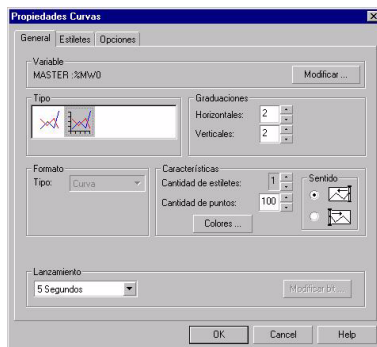 Propiedades Curvas
General Estiletes Opciones
Variable
MASTER :%MW0
Modificar ...
Tipo
Graduaciones
Horizontales: 2
Verticales: 2
Formato
Tipo: Curva
Características
Cantidad de estiletes: 1
Cantidad de puntos: 100
Colores ...
Sentido
Lanzamiento
5 Segundos
Modificar bit ...
OK Cancel Help